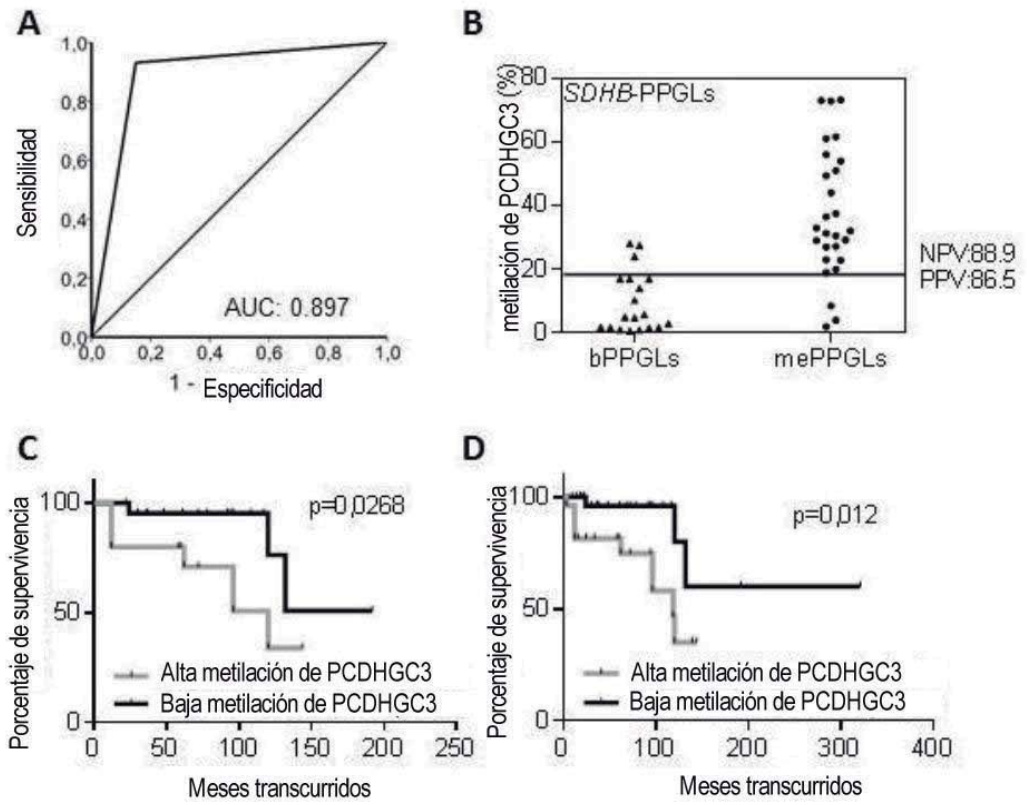 A
Sensibilidad
1,0
0,8
0,6
0,4
0,2
0,0
0,0 0,2 0,4 0,6 0,8 1,0
AUC: 0.897
1 - Especificidad
B
metilación de PCDHGC3 (%)
80
60
40
20
0
SDHB-PPGLs
NPV:88.9
PPV:86.5
bPPGLs mePPGLs
C
Porcentaje de supervivencia
100
50
0
p=0,0268
Alta metilación de PCDHGC3
Baja metilación de PCDHGC3
0 50 100 150 200 250
Meses transcurridos
D
Porcentaje de supervivencia
100
50
0
p=0,012
Alta metilación de PCDHGC3
Baja metilación de PCDHGC3
0 100 200 300 400
Meses transcurridos